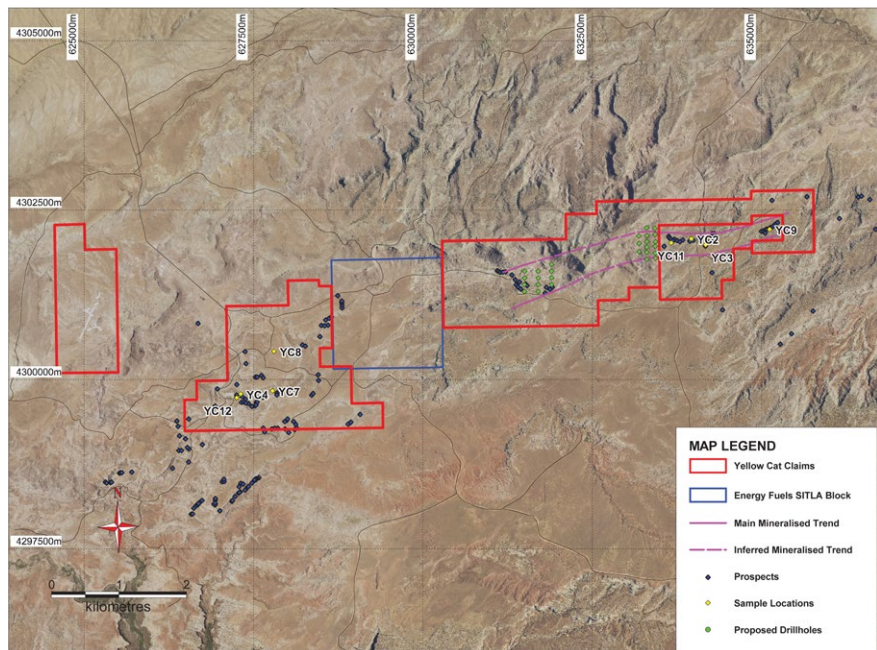 4305000m
625000m
627500m
630000m
632500m
635000m
4302500m
YC2
YC9
YC11
YC3
4300000m
YC8
YC4
YC7
YC12
N
4297500m
0 1 2
kilometres
MAP LEGEND
Yellow Cat Claims
Energy Fuels SITLA Block
Main Mineralised Trend
Inferred Mineralised Trend
Prospects
Sample Locations
Proposed Drillholes